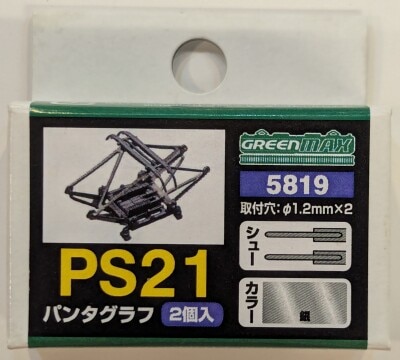 GREENMAX
5819
取付穴:φ1.2mm×2
シュー
PS21
パンタグラフ 2個入
カラー
銀